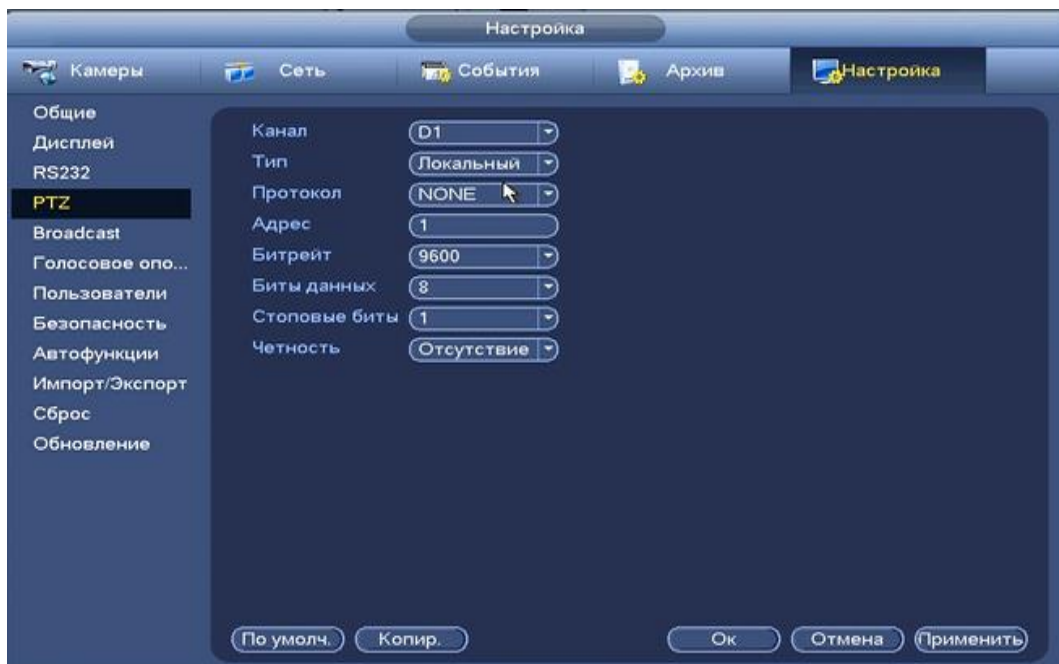 Настройка
Камеры Сеть События Архив Настройка
Общие
Дисплей
RS232
PTZ
Broadcast
Голосовое опо...
Пользователи
Безопасность
Автофункции
Импорт/Экспорт
Сброс
Обновление
Канал D1
Тип Локальный
Протокол NONE
Адрес 1
Битрейт 9600
Биты данных 8
Стоповые биты 1
Четность Отсутствие
По умолч. Копир. Ок Отмена Применить